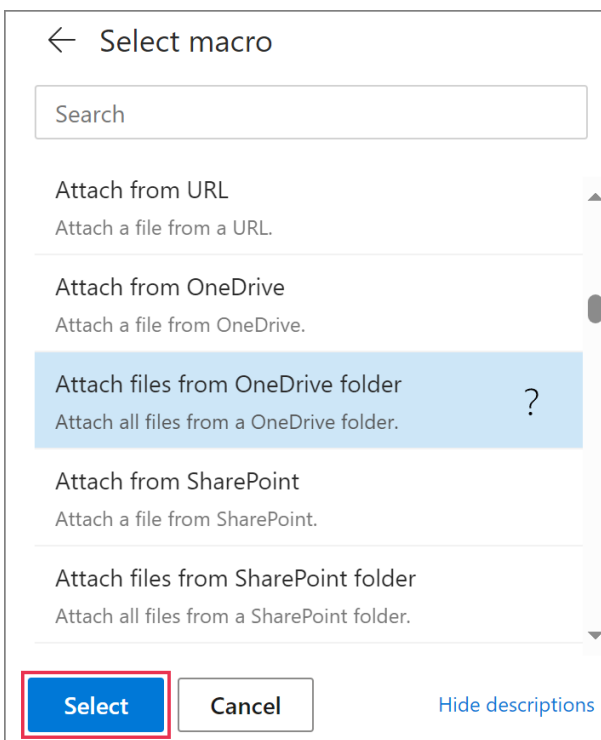 Select macro
Search
Attach from URL
Attach a file from a URL.
Attach from OneDrive
Attach a file from OneDrive.
Attach files from OneDrive folder
?
Attach all files from a OneDrive folder.
Attach from SharePoint
Attach a file from SharePoint.
Attach files from SharePoint folder
Attach all files from a SharePoint folder.
Select Cancel Hide descriptions